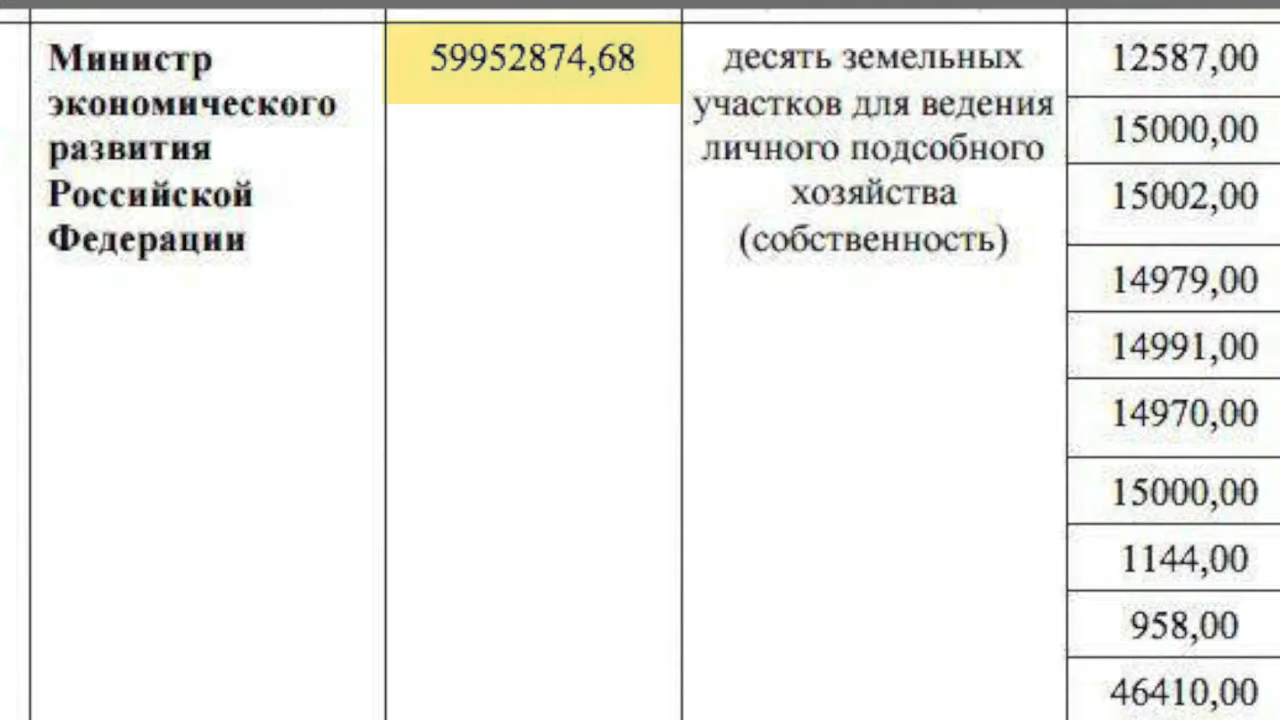 Министр
экономического
развития
Российской
Федерации
59952874,68
десять земельных
участков для ведения
личного подсобного
хозяйства
(собственность)
12587,00
15000,00
15002,00
14979,00
14991,00
14970,00
15000,00
1144,00
958,00
46410,00